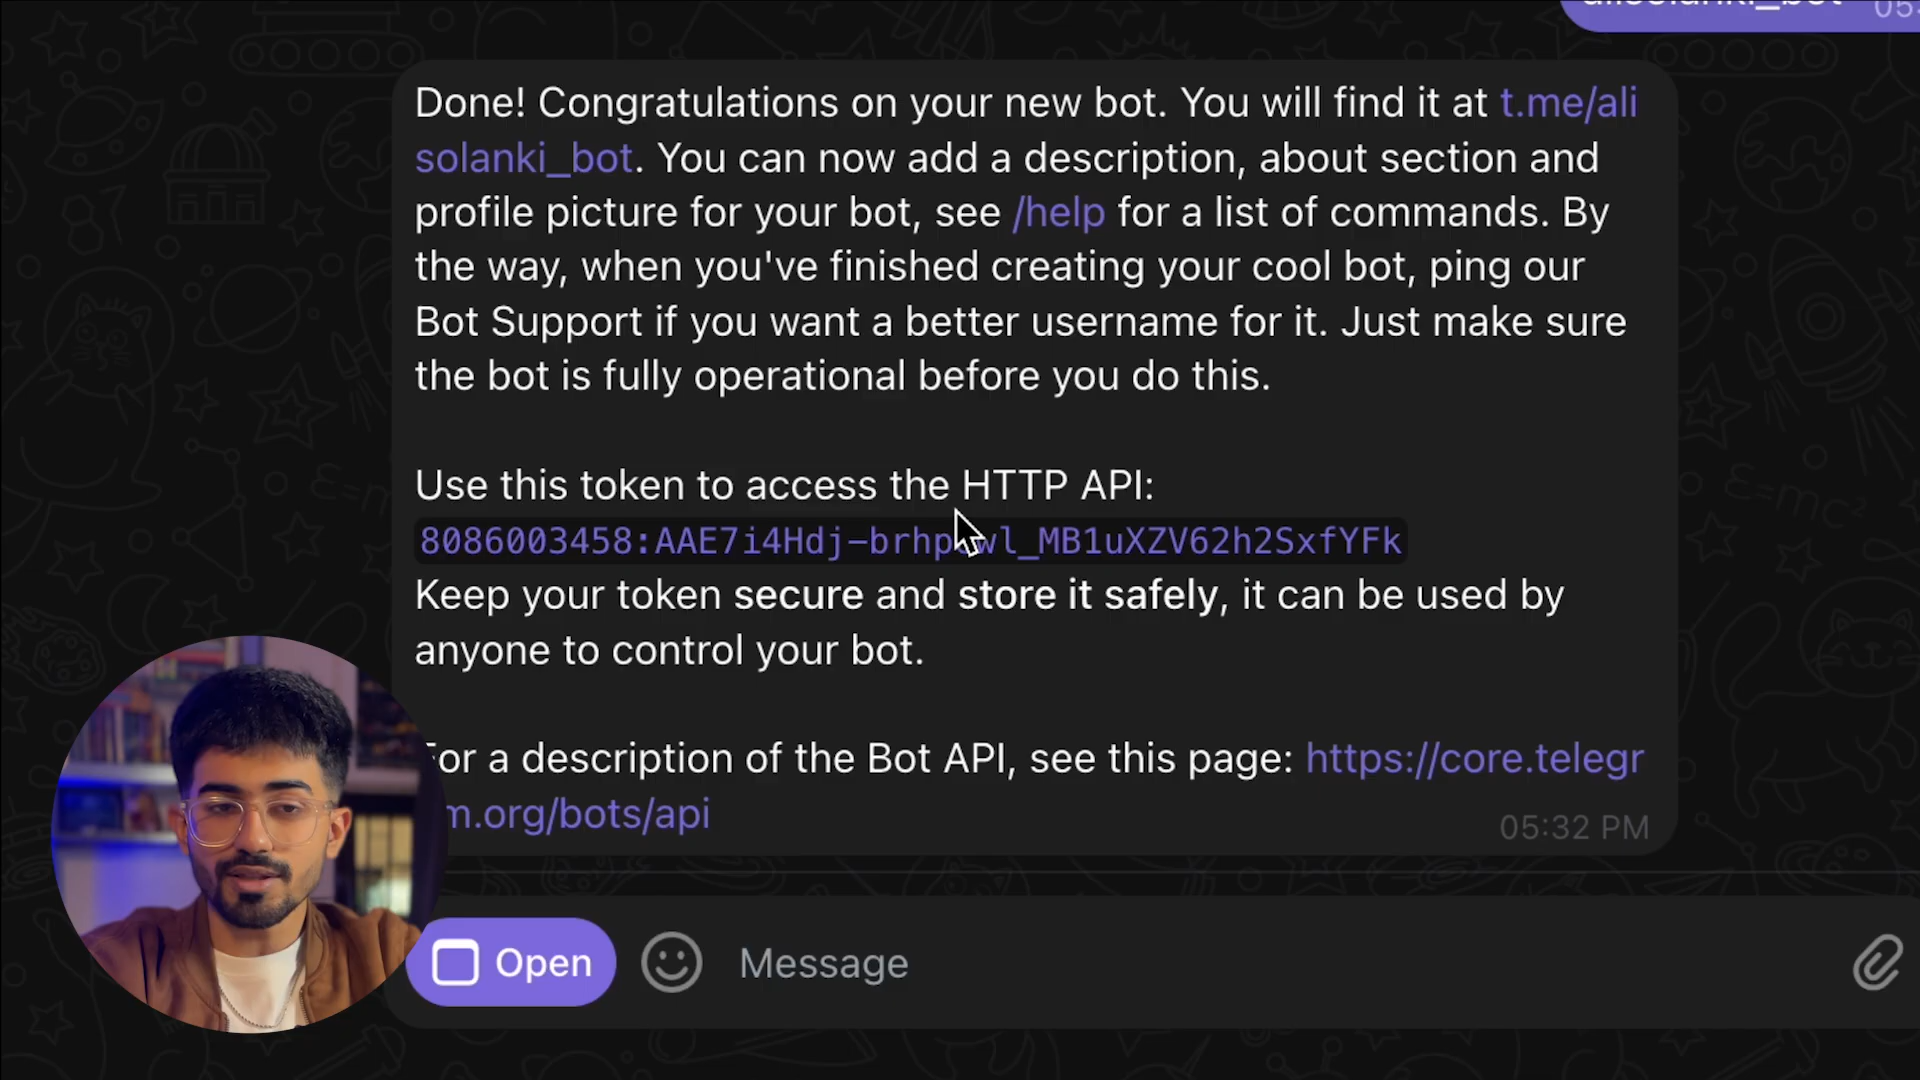 Done! Congratulations on your new bot. You will find it at t.me/ali
solanki_bot. You can now add a description, about section and
profile picture for your bot, see /help for a list of commands. By
the way, when you've finished creating your cool bot, ping our
Bot Support if you want a better username for it. Just make sure
the bot is fully operational before you do this.
Use this token to access the HTTP API:
Keep your token secure and store it safely, it can be used by
anyone to control your bot.
For a description of the Bot API, see this page: https://core.telegr
m.org/bots/api
05:32 PM
Open
Message